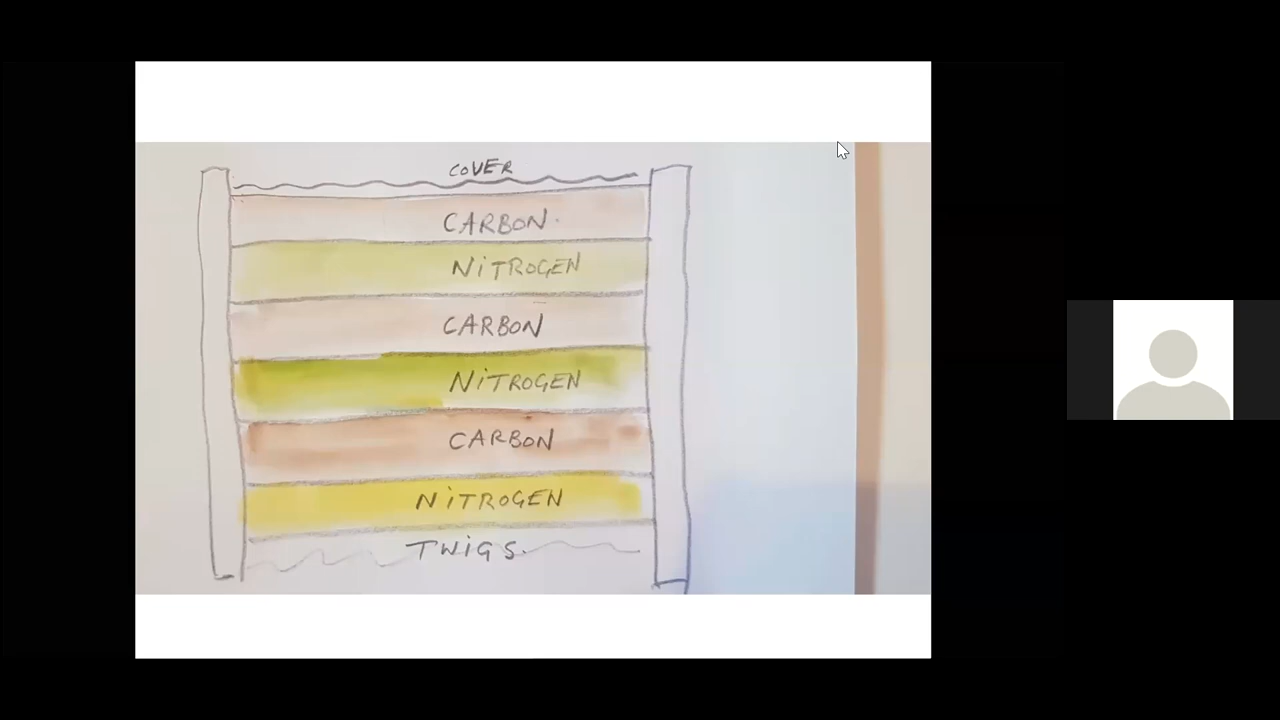 COVER
CARBON.
NiTROGEN
CARBON
NiTROGEN
CARBON
NiTROGEN
TWiGS.